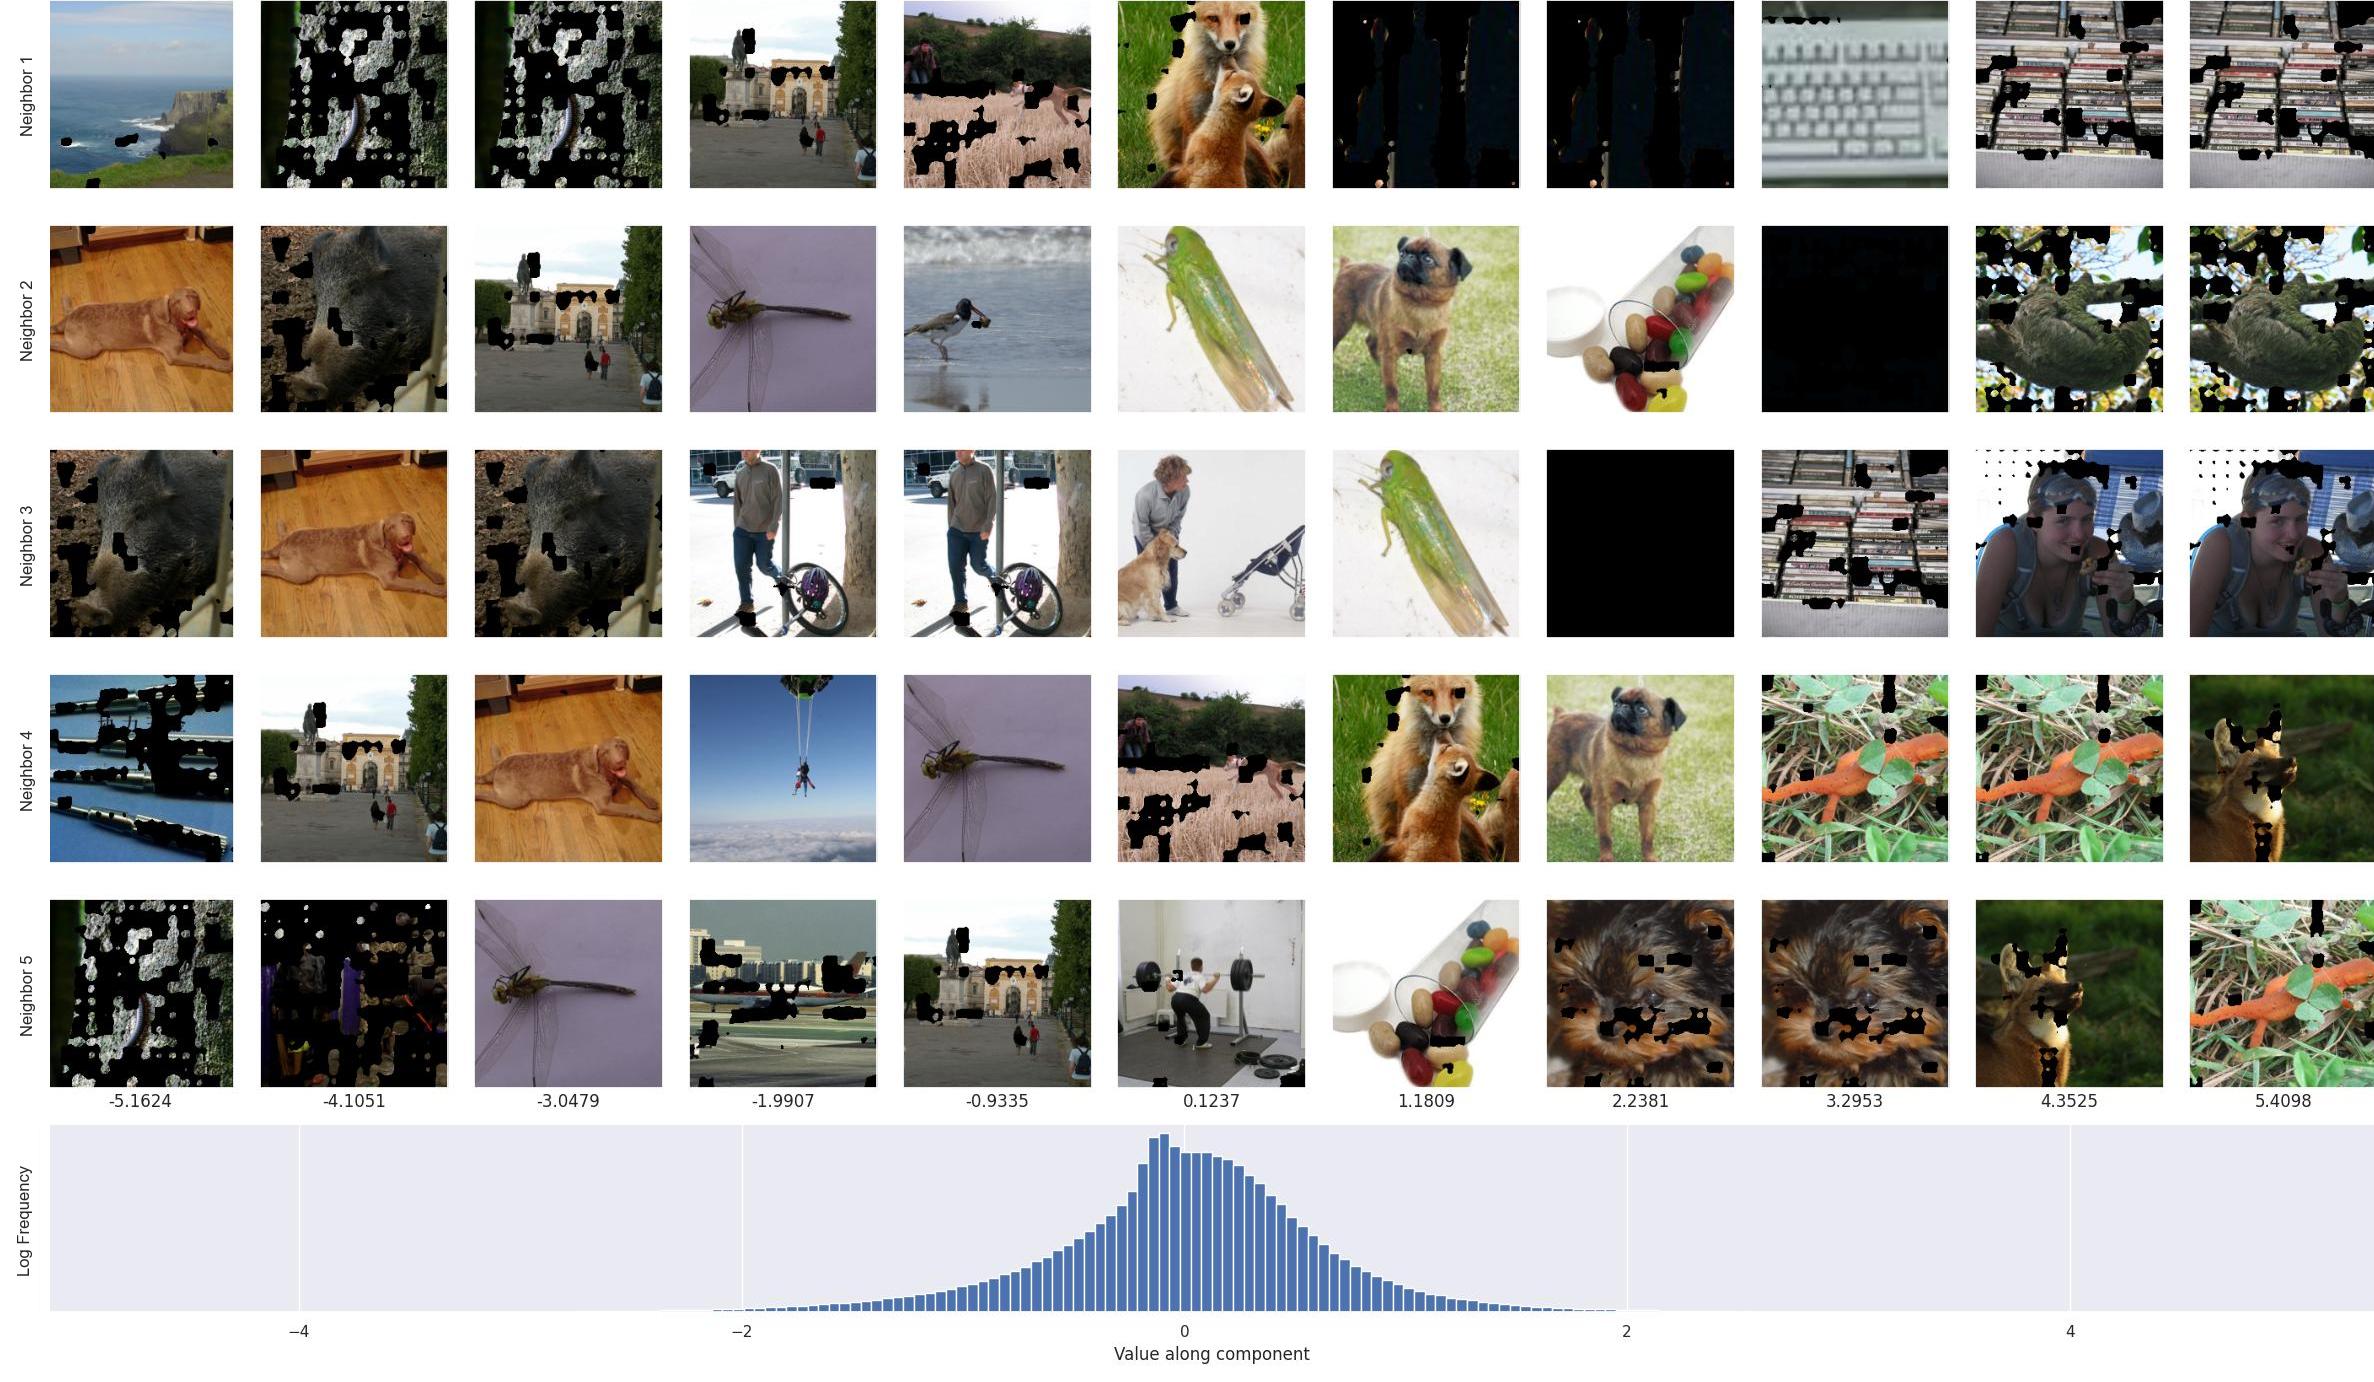 Neighbor 1
Neighbor 2
Neighbor 3
Neighbor 4
Neighbor 5
-5.1624 -4.1051 -3.0479 -1.9907 -0.9335 0.1237 1.1809 2.2381 3.2953 4.3525 5.4098
Log Frequency
−4 −2 0 2 4
Value along component